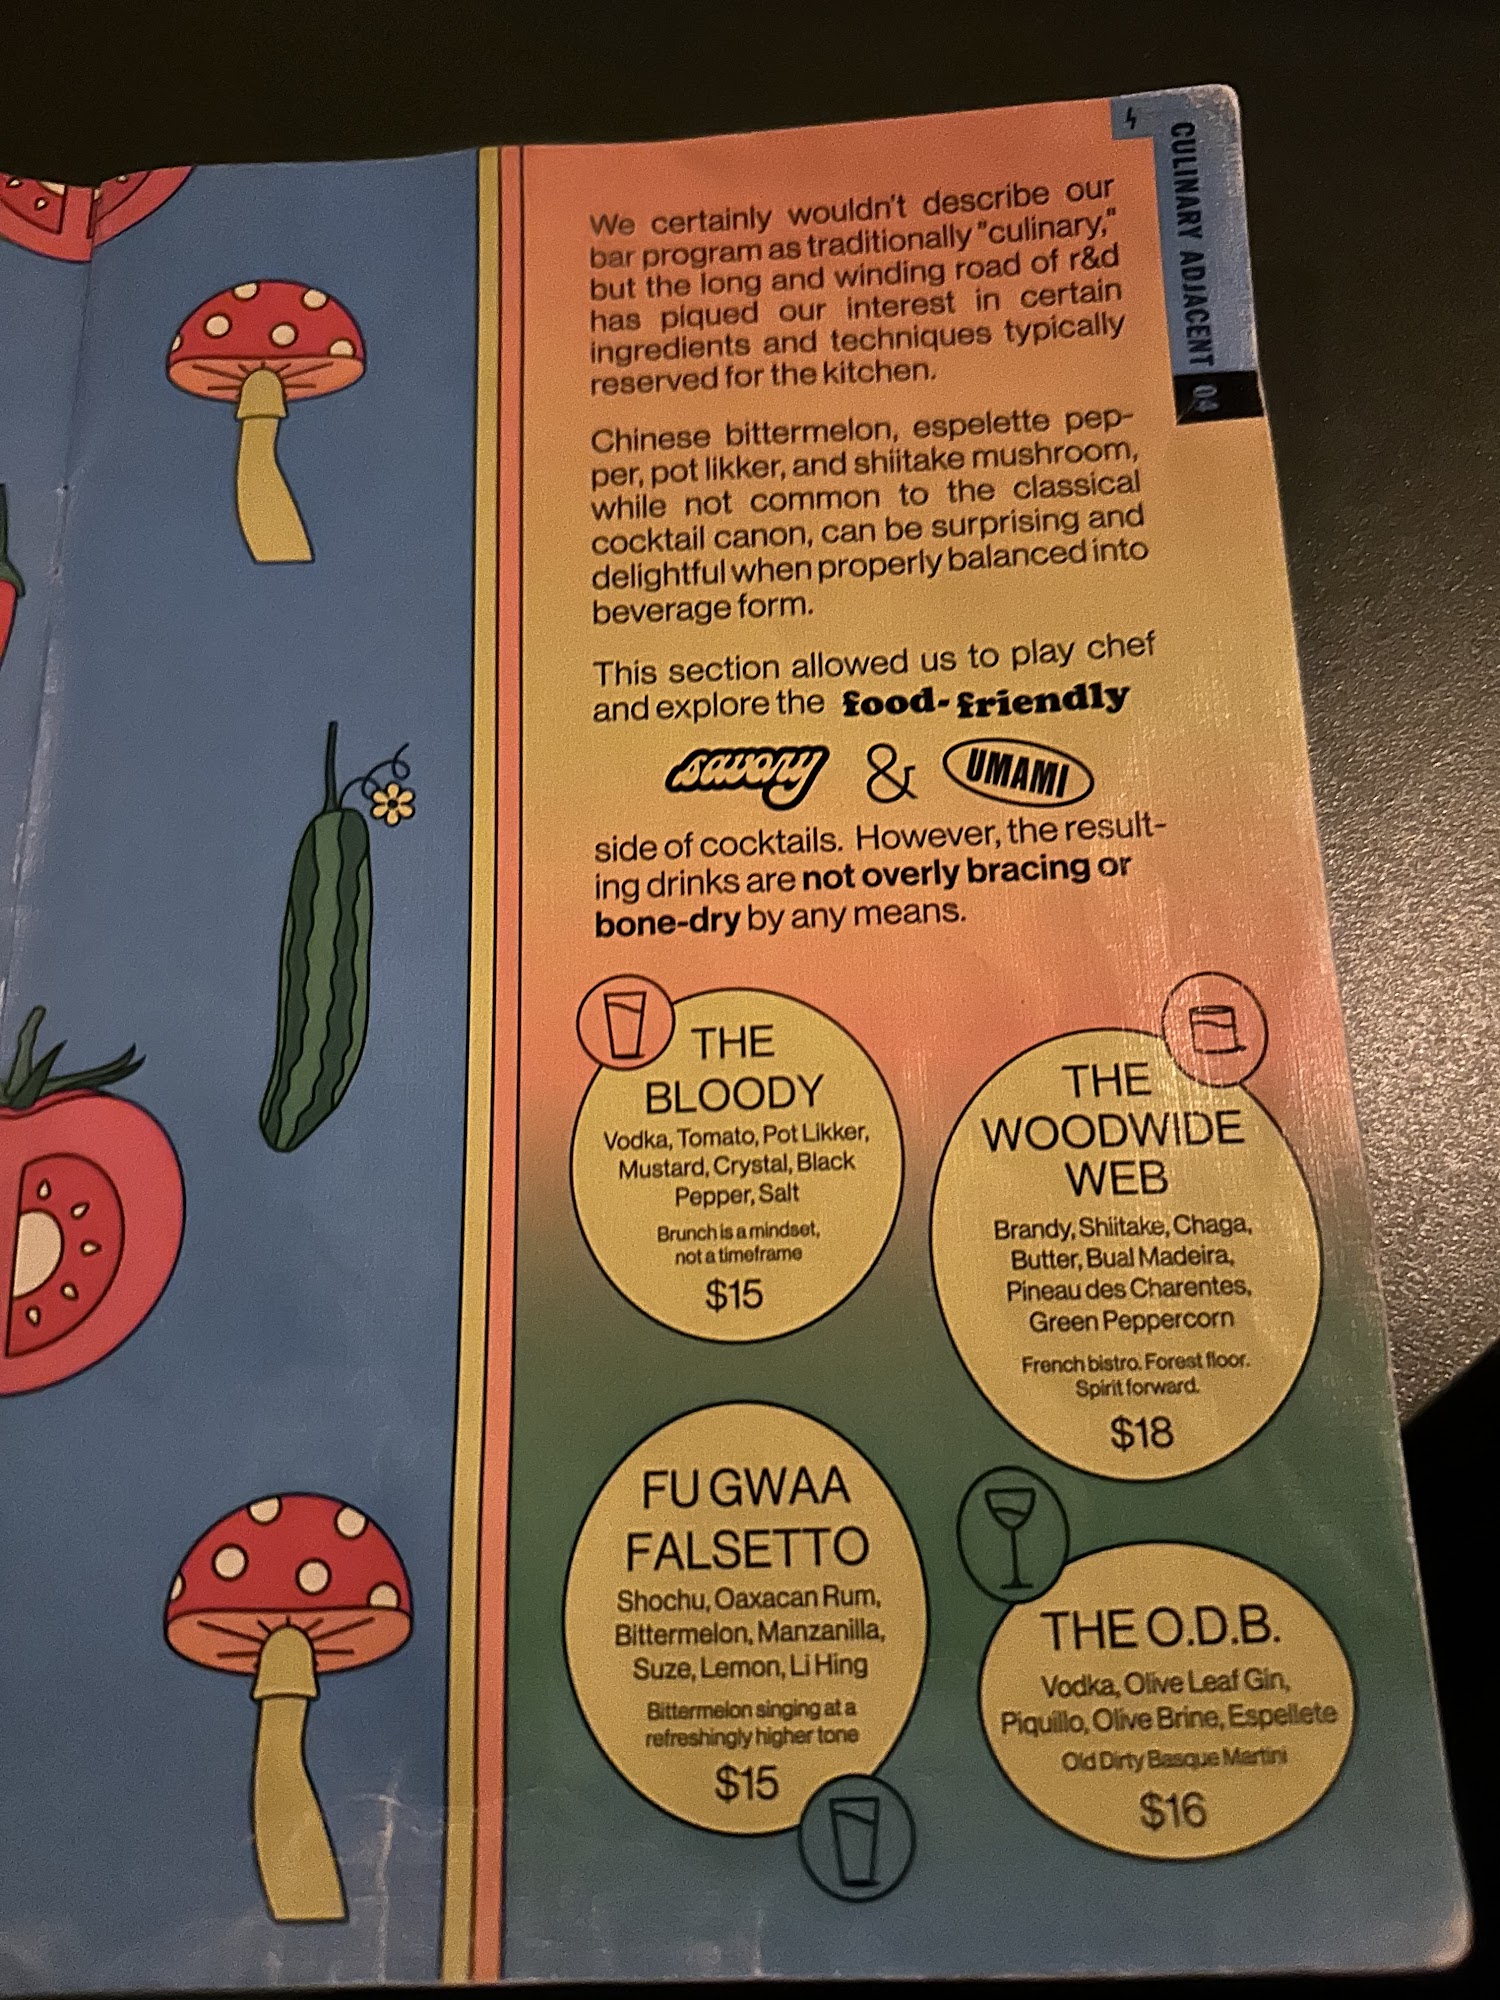 CULINARY ADJACENT 04
We certainly wouldn't describe our
bar program as traditionally "culinary,"
but the long and winding road of r&d
has piqued our interest in certain
ingredients and techniques typically
reserved for the kitchen.
Chinese bittermelon, espelette pep-
per, pot likker, and shiitake mushroom,
while not common to the classical
cocktail canon, can be surprising and
delightful when properly balanced into
beverage form.
This section allowed us to play chef
and explore the food-friendly
savory & UMAMI
side of cocktails. However, the result-
ing drinks are not overly bracing or
bone-dry by any means.
THE
BLOODY
Vodka, Tomato, Pot Likker,
Mustard, Crystal, Black
Pepper, Salt
Brunch is a mindset,
not a timeframe
$15
THE
WOODWIDE
WEB
Brandy, Shiitake, Chaga,
Butter, Bual Madeira,
Pineau des Charentes,
Green Peppercorn
French bistro. Forest floor.
Spirit forward.
$18
FU GWAA
FALSETTO
Shochu, Oaxacan Rum,
Bittermelon, Manzanilla,
Suze, Lemon, Li Hing
Bittermelon singing at a
refreshingly higher tone
$15
THE O.D.B.
Vodka, Olive Leaf Gin,
Piquillo, Olive Brine, Espellete
Old Dirty Basque Martini
$16